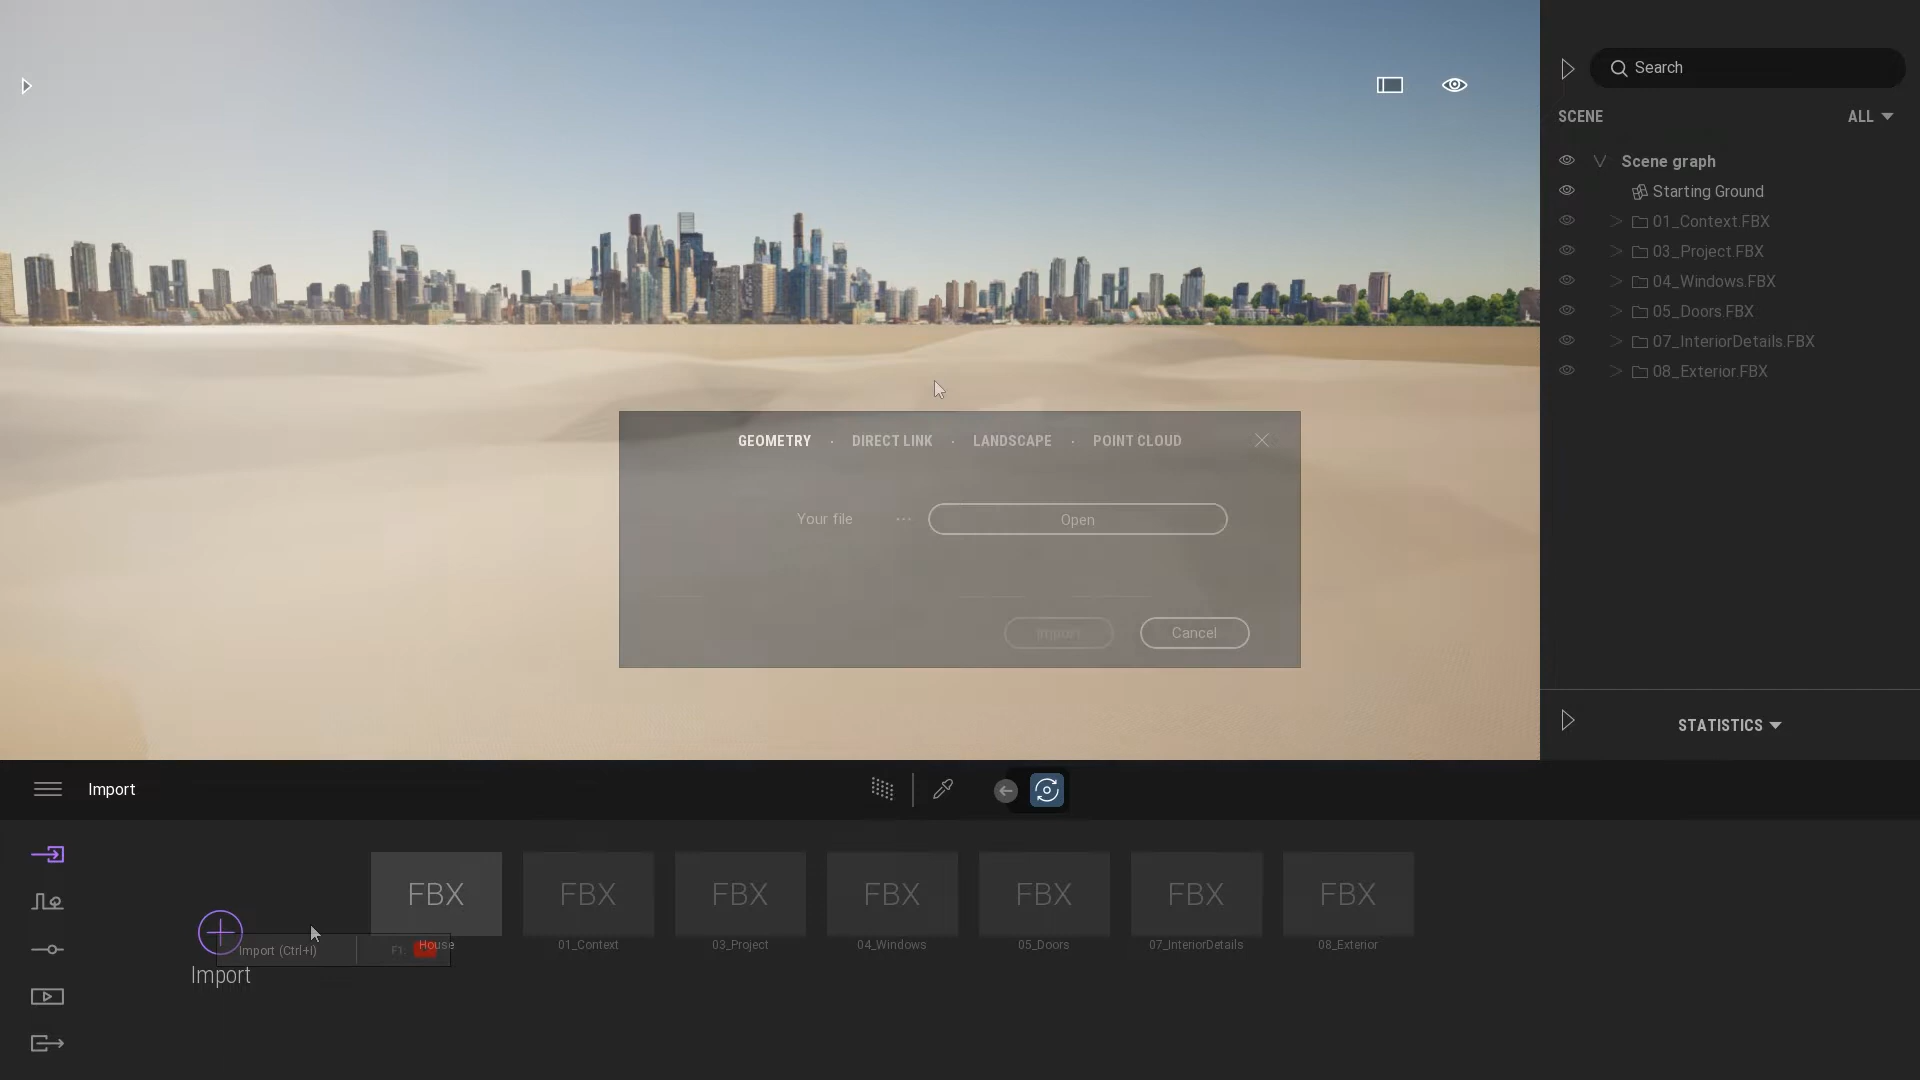 Search
SCENE
ALL
Scene graph
Starting Ground
01_Context.FBX
03_Project.FBX
04_Windows.FBX
05_Doors.FBX
07_InteriorDetails.FBX
08_Exterior.FBX
GEOMETRY · DIRECT LINK · LANDSCAPE · POINT CLOUD
Your file ... Open
Import Cancel
STATISTICS
Import
FBX FBX FBX FBX FBX FBX FBX
House 01_Context 03_Project 04_Windows 05_Doors 07_InteriorDetails 08_Exterior
Import (Ctrl+I) F1
Import